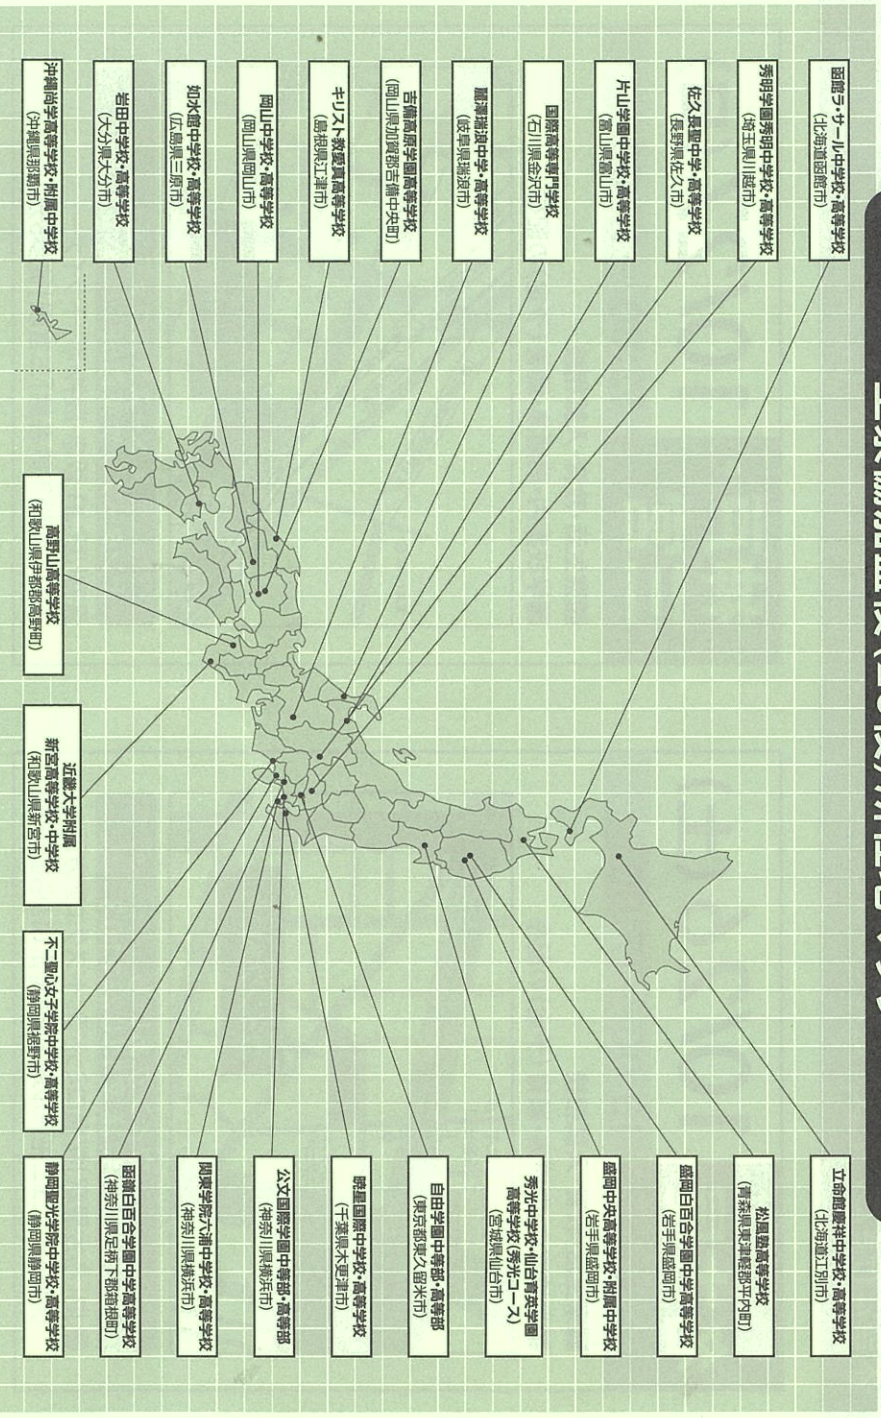 函館ラ・サール中学校・高等学校
(北海道函館市)
秀明学園秀明中学校・高等学校
(埼玉県川越市)
佐久長聖中学・高等学校
(長野県佐久市)
片山学園中学校・高等学校
(富山県富山市)
国際高等専門学校
(石川県金沢市)
麗澤瑞浪中学・高等学校
(岐阜県瑞浪市)
吉備高原学園高等学校
(岡山県加賀郡吉備中央町)
キリスト教愛真高等学校
(島根県江津市)
岡山中学校・高等学校
(岡山県岡山市)
如水館中学校・高等学校
(広島県三原市)
岩田中学校・高等学校
(大分県大分市)
沖縄尚学高等学校・附属中学校
(沖縄県那覇市)
高野山高等学校
(和歌山県伊都郡高野町)
近畿大学附属
新宮高等学校・中学校
(和歌山県新宮市)
不二聖心女子学院中学校・高等学校
(静岡県裾野市)
立命館慶祥中学校・高等学校
(北海道江別市)
松風塾高等学校
(青森県東津軽郡平内町)
盛岡白百合学園中学高等学校
(岩手県盛岡市)
盛岡中央高等学校・附属中学校
(岩手県盛岡市)
秀光中学校・仙台育英学園
高等学校(秀光コース)
(宮城県仙台市)
自由学園中等部・高等部
(東京都東久留米市)
暁星国際中学校・高等学校
(千葉県木更津市)
公文国際学園中等部・高等部
(神奈川県横浜市)
関東学院六浦中学校・高等学校
(神奈川県横浜市)
函嶺白百合学園中学高等学校
(神奈川県足柄下郡箱根町)
静岡聖光学院中学校・高等学校
(静岡県静岡市)